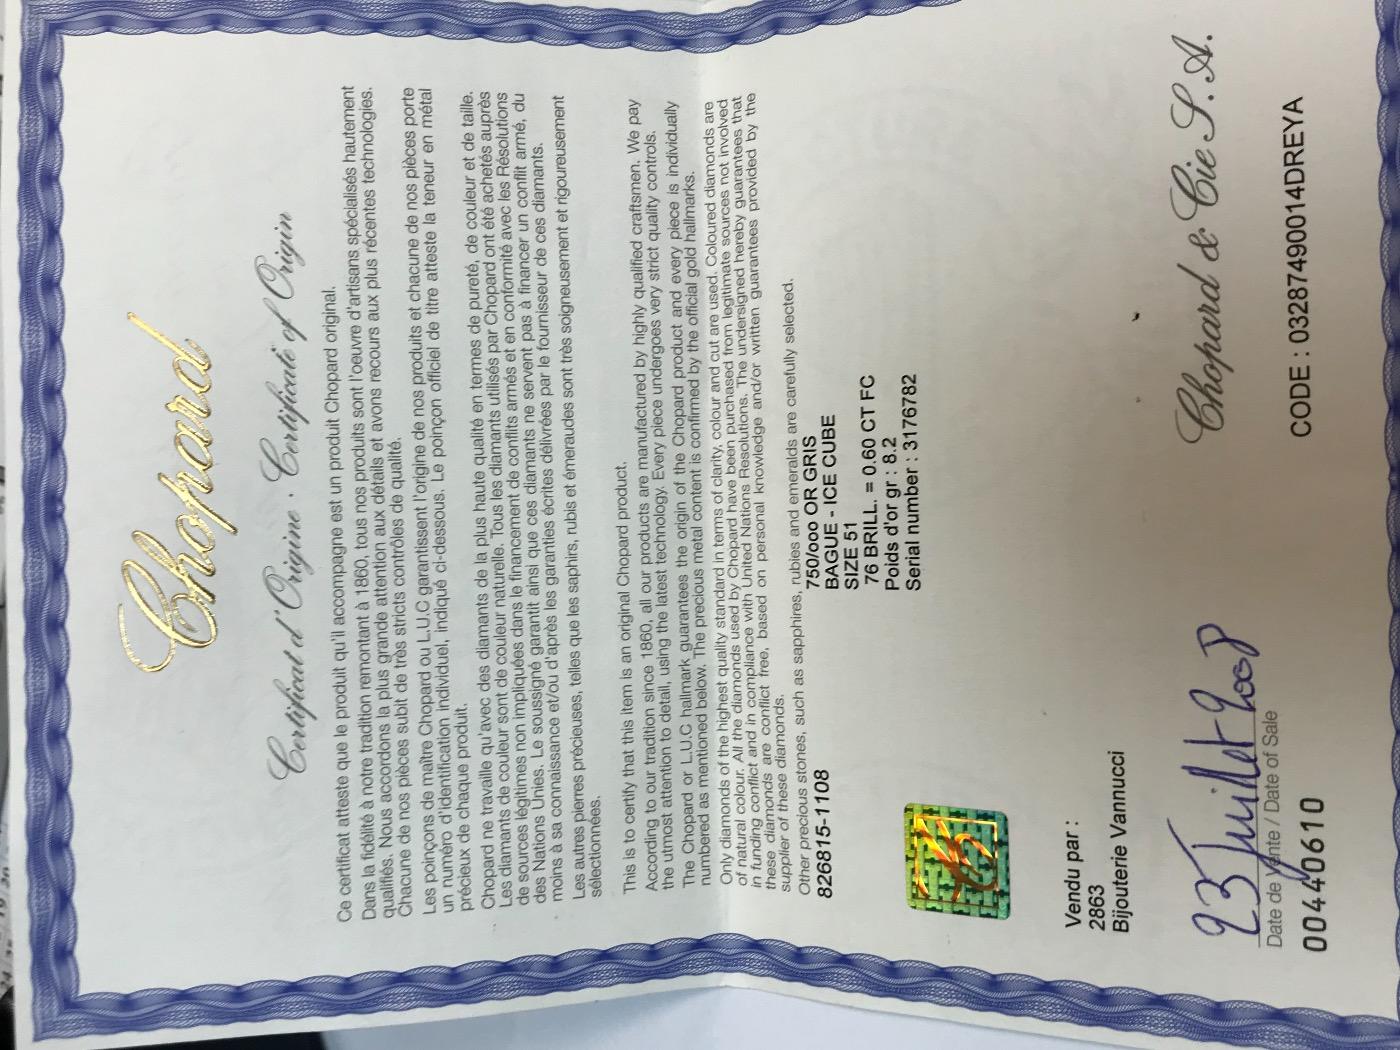 Chopard
Certificat d'Origine · Certificate of Origin
Ce certificat atteste que le produit qu'il accompagne est un produit Chopard original.
Dans la fidélité à notre tradition remontant à 1860, tous nos produits sont l'oeuvre d'artisans spécialisés hautement
qualifiés. Nous accordons la plus grande attention aux détails et avons recours aux plus récentes technologies.
Chacune de nos pièces subit de très stricts contrôles de qualité.
Les poinçons de maître Chopard ou L.U.C garantissent l'origine de nos produits et chacune de nos pièces porte
un numéro d'identification individuel, indiqué ci-dessous. Le poinçon officiel de titre atteste la teneur en métal
précieux de chaque produit.
Chopard ne travaille qu'avec des diamants de la plus haute qualité en termes de pureté, de couleur et de taille.
Les diamants de couleur sont de couleur naturelle. Tous les diamants utilisés par Chopard ont été achetés auprès
de sources légitimes non impliquées dans le financement de conflits armés et en conformité avec les Résolutions
des Nations Unies. Le soussigné garantit ainsi que ces diamants ne servent pas à financer un conflit armé, du
moins à sa connaissance et/ou d'après les garanties écrites délivrées par le fournisseur de ces diamants.
Les autres pierres précieuses, telles que les saphirs, rubis et émeraudes sont très soigneusement et rigoureusement
sélectionnées.
This is to certify that this item is an original Chopard product.
According to our tradition since 1860, all our products are manufactured by highly qualified craftsmen. We pay
the utmost attention to detail, using the latest technology. Every piece undergoes very strict quality controls.
The Chopard or L.U.C hallmark guarantees the origin of the Chopard product and every piece is individually
numbered as mentioned below. The precious metal content is confirmed by the official gold hallmarks.
Only diamonds of the highest quality standard in terms of clarity, colour and cut are used. Coloured diamonds are
of natural colour. All the diamonds used by Chopard have been purchased from legitimate sources not involved
in funding conflict and in compliance with United Nations Resolutions. The undersigned hereby guarantees that
these diamonds are conflict free, based on personal knowledge and/or written guarantees provided by the
supplier of these diamonds.
Other precious stones, such as sapphires, rubies and emeralds are carefully selected.
826815-1108
750/ooo OR GRIS
BAGUE - ICE CUBE
SIZE 51
76 BRILL. = 0.60 CT FC
Poids d'or gr : 8.2
Serial number : 3176782
Vendu par :
2863
Bijouterie Vannucci
23 Juillet 2009
Date de Vente / Date of Sale
00440610
Chopard & Cie S.A.
CODE : 0328749 0014DREYA